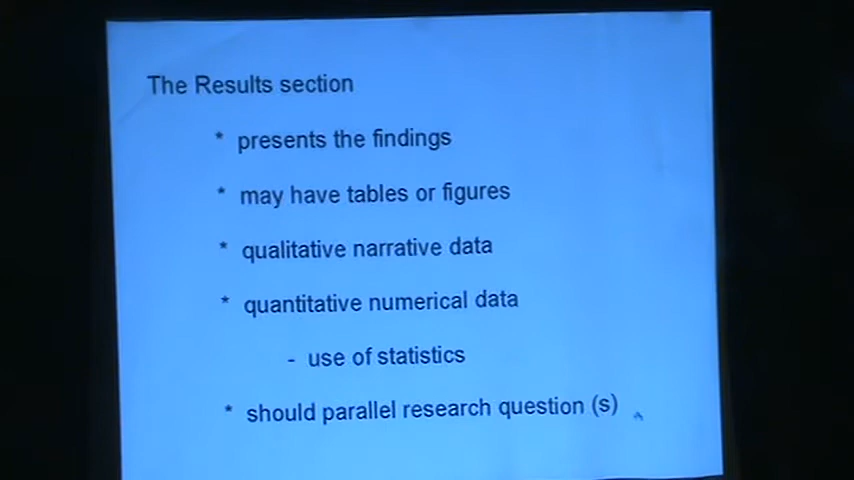 The Results section
* presents the findings
* may have tables or figures
* qualitative narrative data
* quantitative numerical data
- use of statistics
* should parallel research question (s)